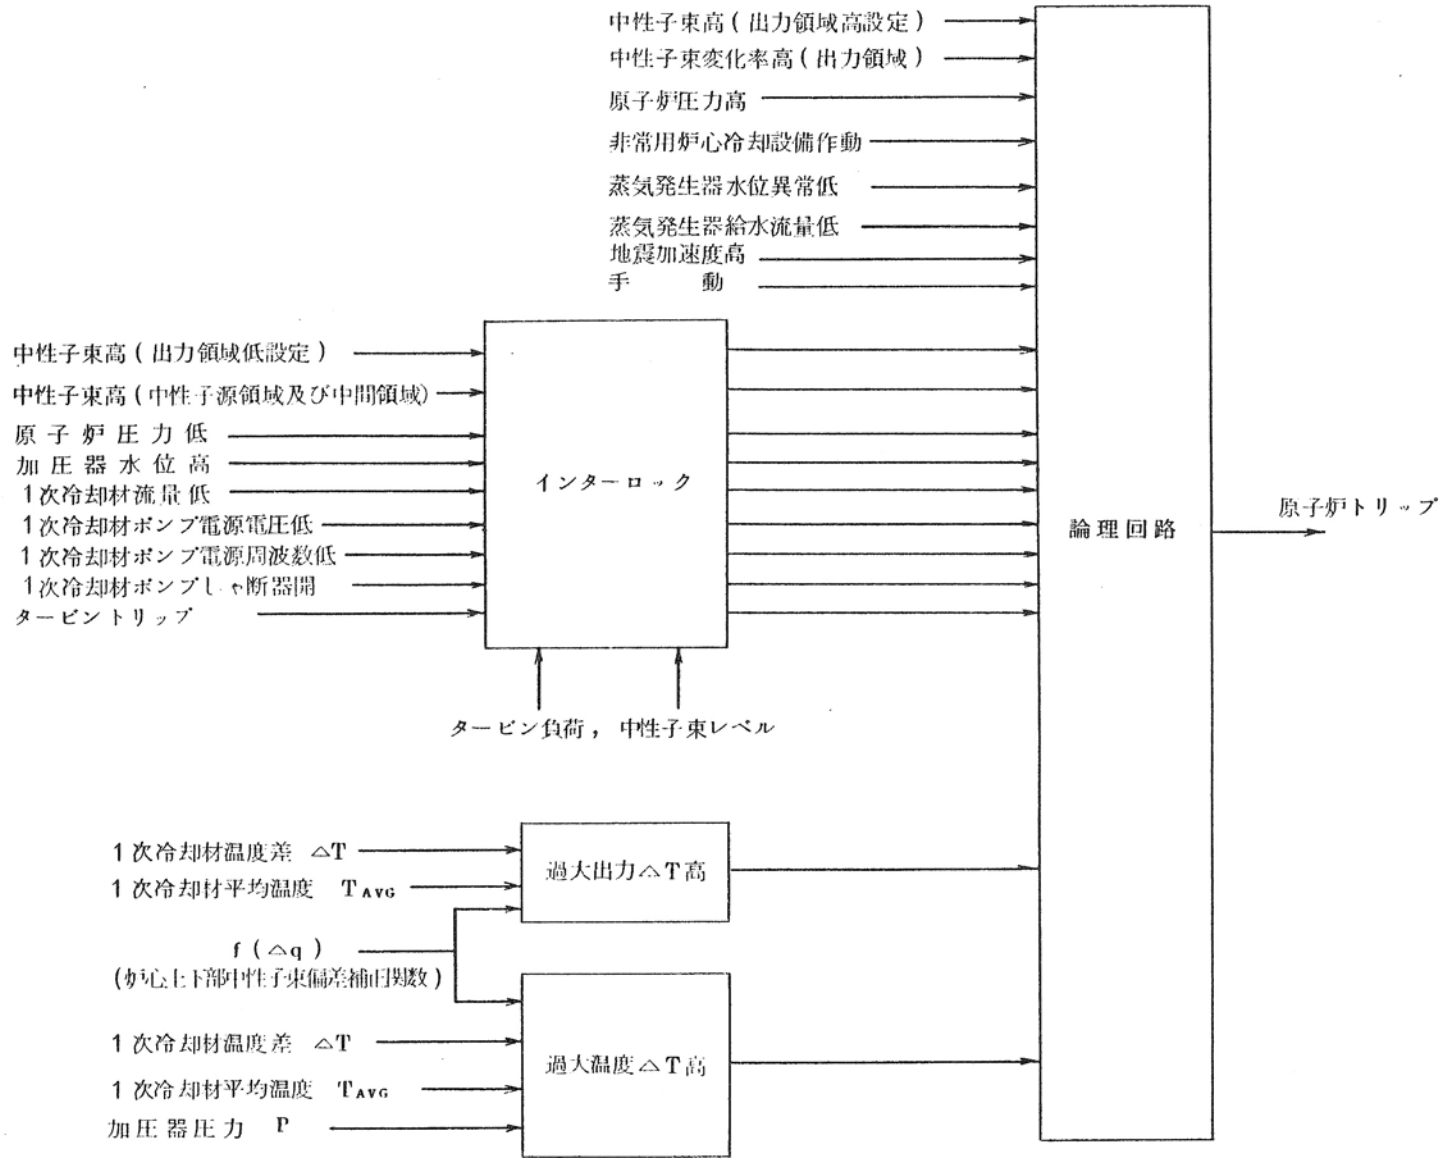 中性子束高(出力領域高設定)
中性子束変化率高(出力領域)
原子炉圧力高
非常用炉心冷却設備作動
蒸気発生器水位異常低
蒸気発生器給水流量低
地震加速度高
手　　動
中性子束高(出力領域低設定)
中性子束高(中性子源領域及び中間領域)
原子炉圧力低
加圧器水位高
1次冷却材流量低
1次冷却材ポンプ電源電圧低
1次冷却材ポンプ電源周波数低
1次冷却材ポンプしゃ断器開
タービントリップ
インターロック
タービン負荷，中性子束レベル
論理回路
原子炉トリップ
1次冷却材温度差　△T
1次冷却材平均温度　TAVG
f(△q)
(炉心上下部中性子束偏差補正関数)
過大出力△T高
1次冷却材温度差　△T
1次冷却材平均温度　TAVG
加圧器圧力　P
過大温度△T高